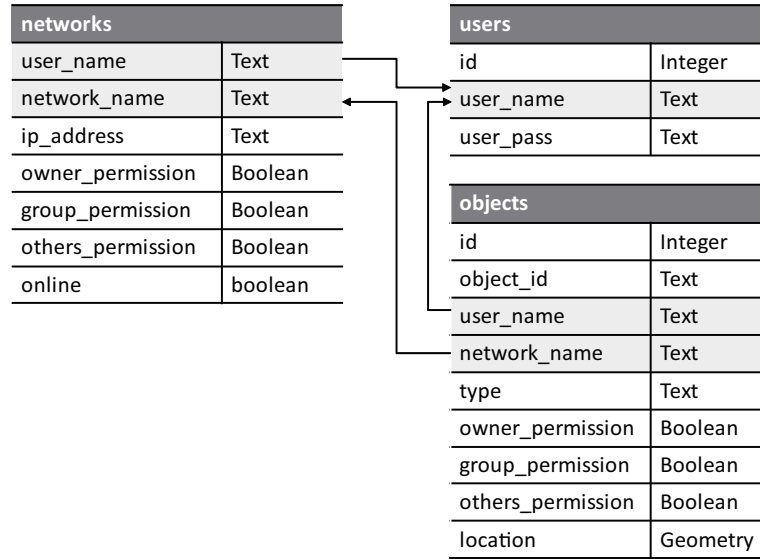 networks
user_name Text
network_name Text
ip_address Text
owner_permission Boolean
group_permission Boolean
others_permission Boolean
online boolean
users
id Integer
user_name Text
user_pass Text
objects
id Integer
object_id Text
user_name Text
network_name Text
type Text
owner_permission Boolean
group_permission Boolean
others_permission Boolean
location Geometry